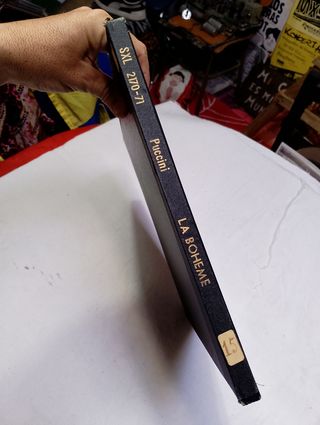 SXL 2170-71
Puccini
LA BOHEME
15